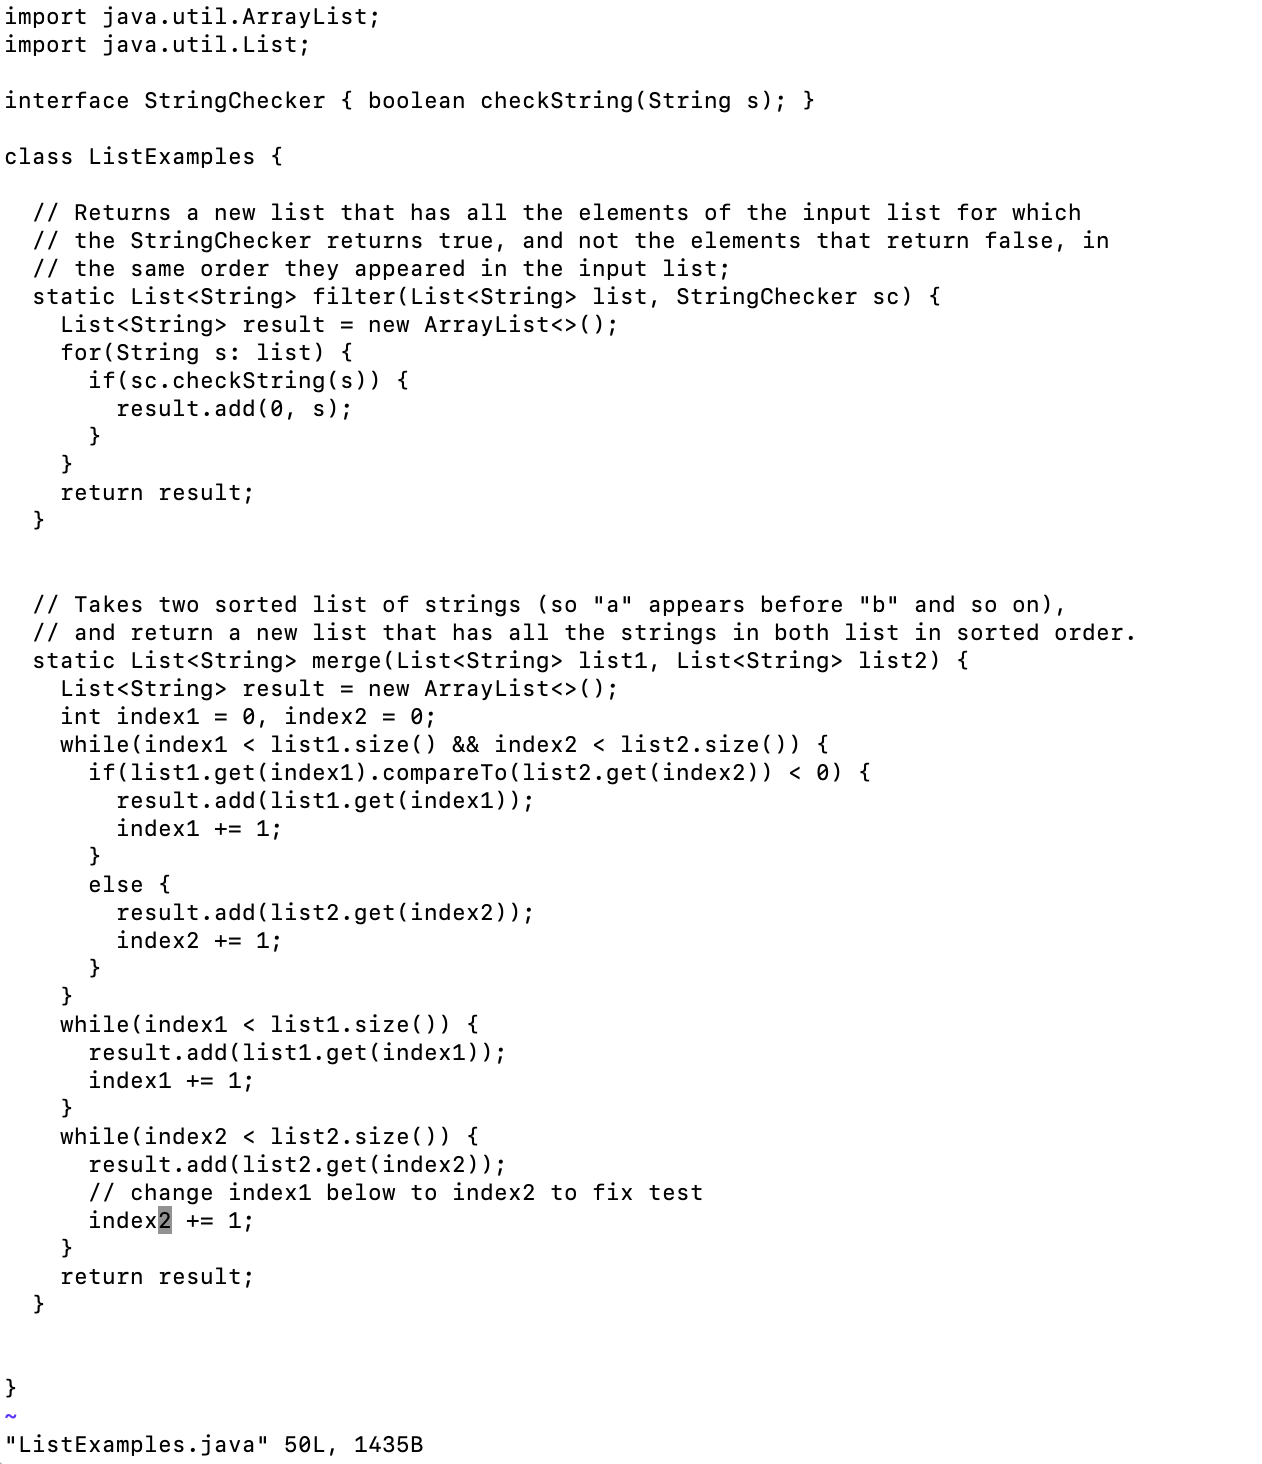 import java.util.ArrayList;
import java.util.List;

interface StringChecker { boolean checkString(String s); }

class ListExamples {

  // Returns a new list that has all the elements of the input list for which
  // the StringChecker returns true, and not the elements that return false, in
  // the same order they appeared in the input list;
  static List<String> filter(List<String> list, StringChecker sc) {
    List<String> result = new ArrayList<>();
    for(String s: list) {
      if(sc.checkString(s)) {
        result.add(0, s);
      }
    }
    return result;
  }


  // Takes two sorted list of strings (so "a" appears before "b" and so on),
  // and return a new list that has all the strings in both list in sorted order.
  static List<String> merge(List<String> list1, List<String> list2) {
    List<String> result = new ArrayList<>();
    int index1 = 0, index2 = 0;
    while(index1 < list1.size() && index2 < list2.size()) {
      if(list1.get(index1).compareTo(list2.get(index2)) < 0) {
        result.add(list1.get(index1));
        index1 += 1;
      }
      else {
        result.add(list2.get(index2));
        index2 += 1;
      }
    }
    while(index1 < list1.size()) {
      result.add(list1.get(index1));
      index1 += 1;
    }
    while(index2 < list2.size()) {
      result.add(list2.get(index2));
      // change index1 below to index2 to fix test
      index2 += 1;
    }
    return result;
  }


}
~
"ListExamples.java" 50L, 1435B